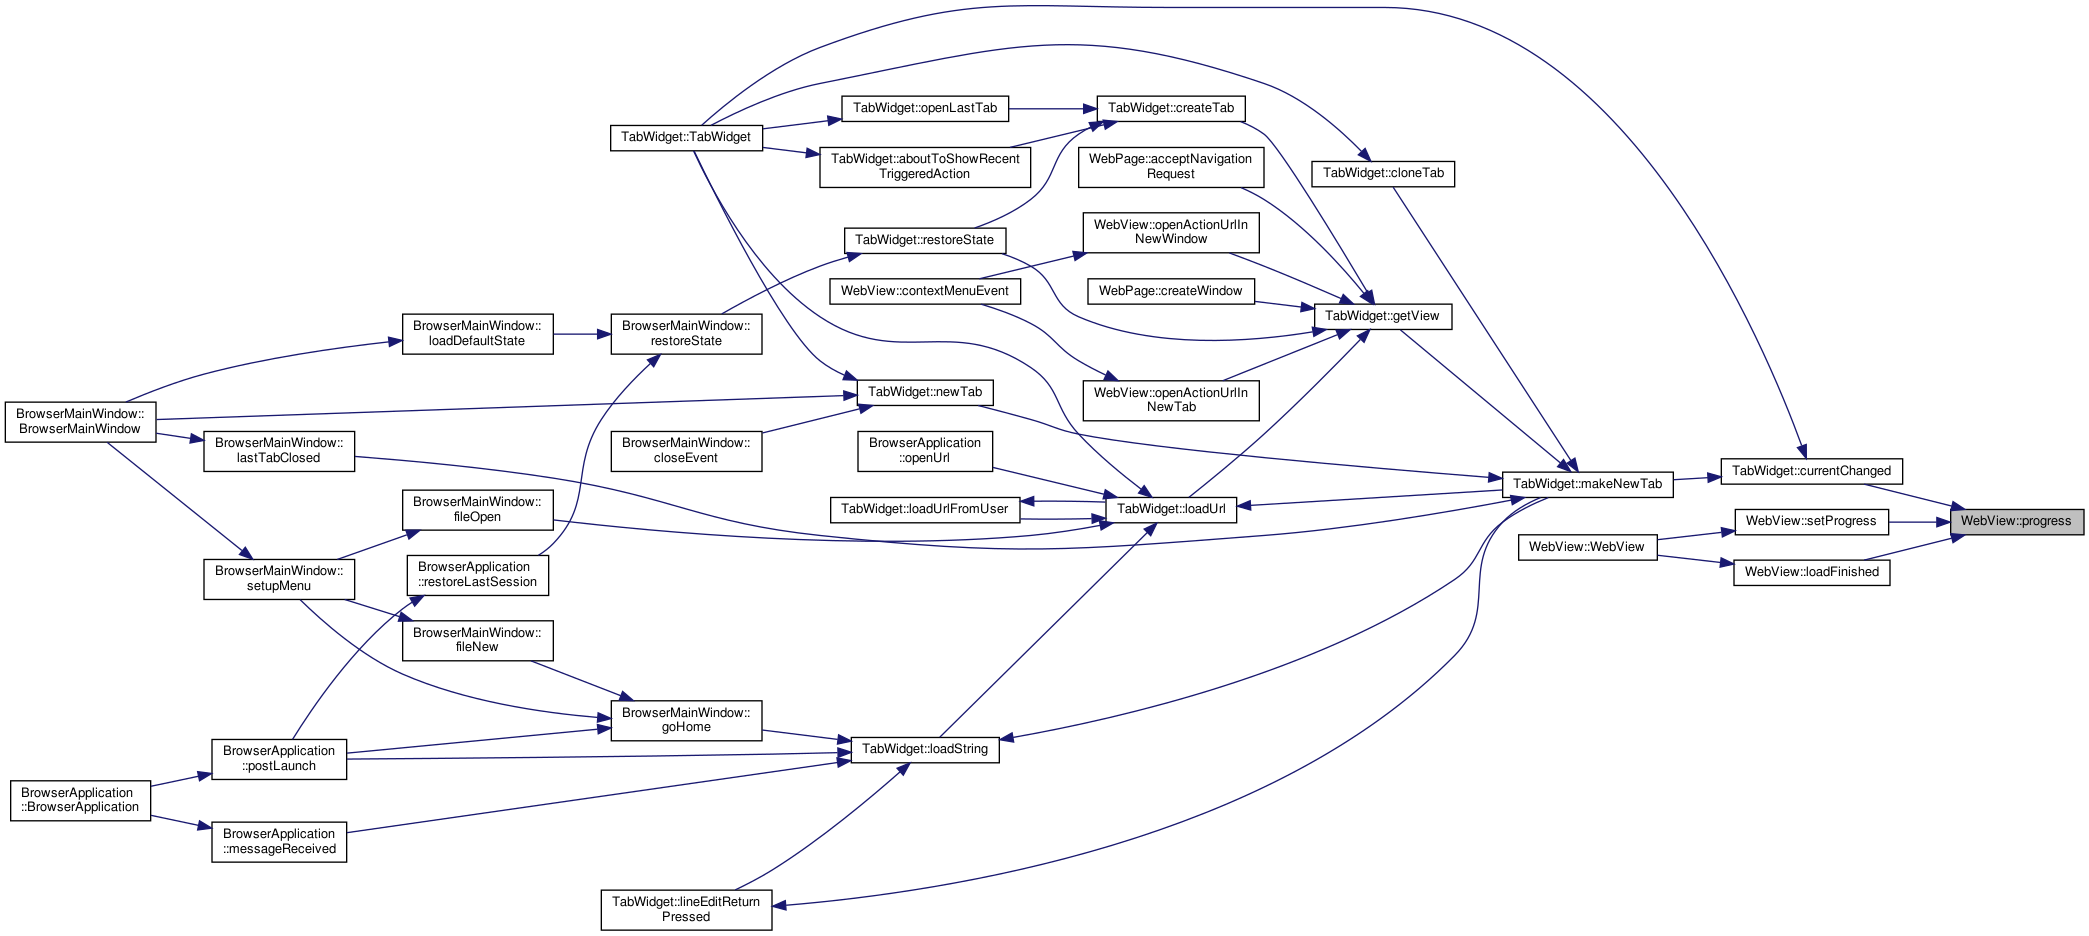 TabWidget::openLastTab
TabWidget::createTab
TabWidget::TabWidget
TabWidget::aboutToShowRecent
TriggeredAction
WebPage::acceptNavigation
Request
TabWidget::cloneTab
WebView::openActionUrlIn
NewWindow
TabWidget::restoreState
WebView::contextMenuEvent
WebPage::createWindow
TabWidget::getView
BrowserMainWindow::
loadDefaultState
BrowserMainWindow::
restoreState
TabWidget::newTab
WebView::openActionUrlIn
NewTab
BrowserMainWindow::
BrowserMainWindow
BrowserMainWindow::
lastTabClosed
BrowserMainWindow::
closeEvent
BrowserApplication
::openUrl
TabWidget::currentChanged
TabWidget::makeNewTab
BrowserMainWindow::
fileOpen
TabWidget::loadUrlFromUser
TabWidget::loadUrl
WebView::setProgress
WebView::progress
WebView::WebView
WebView::loadFinished
BrowserMainWindow::
setupMenu
BrowserApplication
::restoreLastSession
BrowserMainWindow::
fileNew
BrowserMainWindow::
goHome
TabWidget::loadString
BrowserApplication
::postLaunch
BrowserApplication
::BrowserApplication
BrowserApplication
::messageReceived
TabWidget::lineEditReturn
Pressed